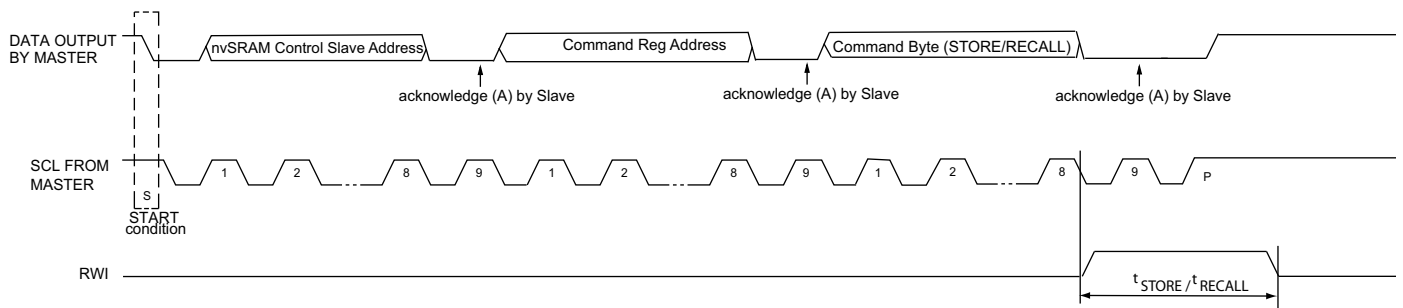 DATA OUTPUT
BY MASTER
nvSRAM Control Slave Address
Command Reg Address
Command Byte (STORE/RECALL)
acknowledge (A) by Slave
acknowledge (A) by Slave
acknowledge (A) by Slave
SCL FROM
MASTER
1 2 8 9 1 2 8 9 1 2 8 9 P
S
START
condition
RWI
t STORE / t RECALL